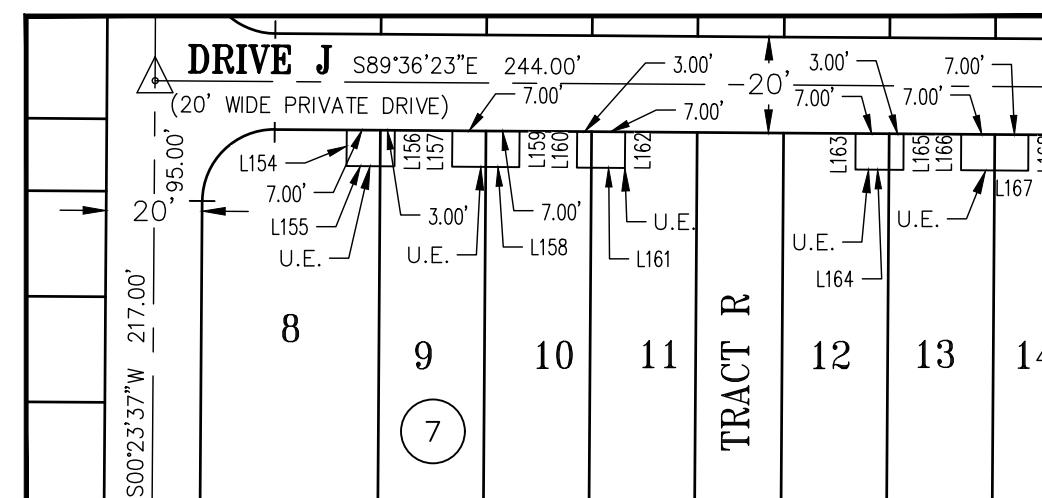 DRIVE J S89°36'23"E 244.00'
(20' WIDE PRIVATE DRIVE)
3.00'
7.00'
7.00'
20'
3.00'
7.00'
7.00'
7.00'
L154
L156
L157
L159
L160
L162
L163
L165
L166
L167
95.00'
20'
7.00'
L155
U.E.
3.00'
U.E.
7.00'
L158
U.E.
L161
U.E.
L164
U.E.
S00°23'37"W 217.00'
8
9
10
11
TRACT R
12
13
7